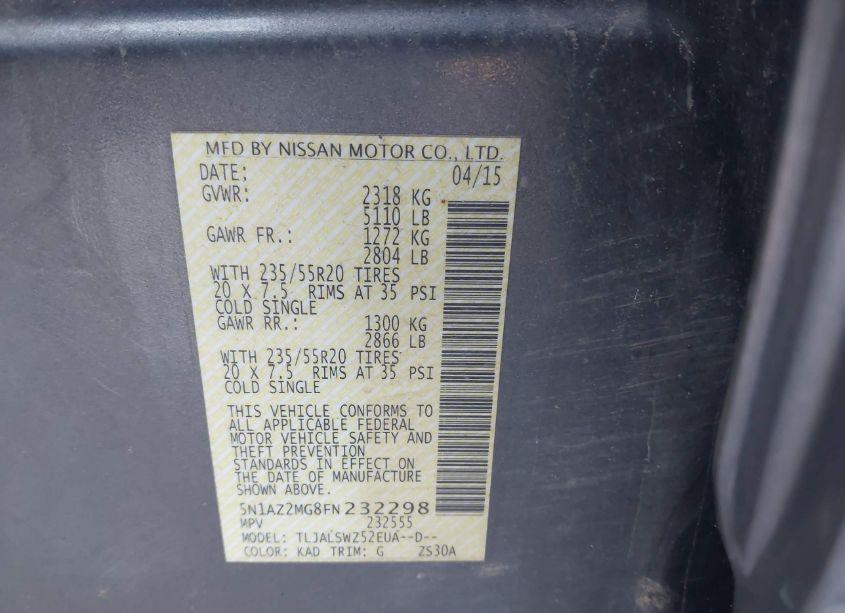 MFD BY NISSAN MOTOR CO., LTD.
DATE: 04/15
GVWR: 2318 KG
5110 LB
GAWR FR.: 1272 KG
2804 LB
WITH 235/55R20 TIRES
20 X 7.5 RIMS AT 35 PSI
COLD SINGLE
GAWR RR.: 1300 KG
2866 LB
WITH 235/55R20 TIRES
20 X 7.5 RIMS AT 35 PSI
COLD SINGLE
THIS VEHICLE CONFORMS TO
ALL APPLICABLE FEDERAL
MOTOR VEHICLE SAFETY AND
THEFT PREVENTION
STANDARDS IN EFFECT ON
THE DATE OF MANUFACTURE
SHOWN ABOVE.
5N1AZ2MG8FN232298
MPV 232555
MODEL: TLJALSWZ52EUA--D--
COLOR: KAD TRIM: G ZS30A